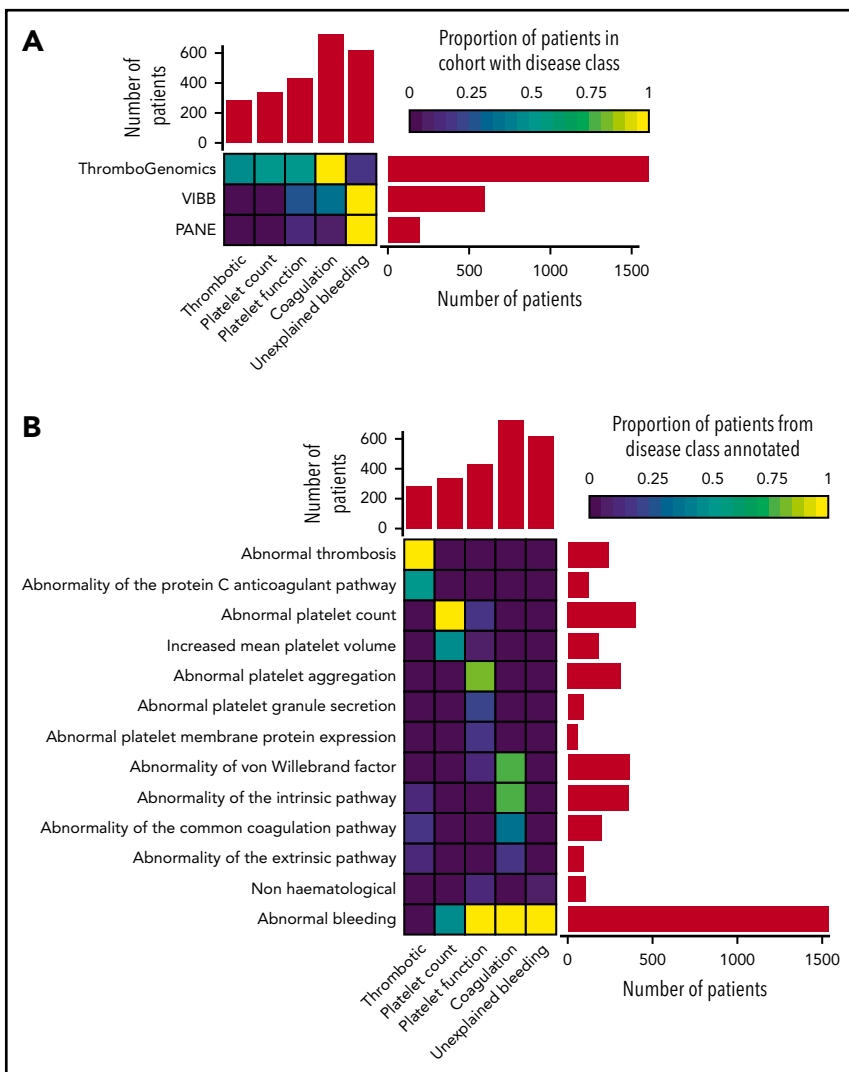 A
Number of
patients
600
400
200
0
Proportion of patients in
cohort with disease class
0 0.25 0.5 0.75 1
ThromboGenomics
VIBB
PANE
Thrombotic
Platelet count
Platelet function
Coagulation
Unexplained bleeding
0 500 1000 1500
Number of patients
B
Number of
patients
600
400
200
0
Proportion of patients from
disease class annotated
0 0.25 0.5 0.75 1
Abnormal thrombosis
Abnormality of the protein C anticoagulant pathway
Abnormal platelet count
Increased mean platelet volume
Abnormal platelet aggregation
Abnormal platelet granule secretion
Abnormal platelet membrane protein expression
Abnormality of von Willebrand factor
Abnormality of the intrinsic pathway
Abnormality of the common coagulation pathway
Abnormality of the extrinsic pathway
Non haematological
Abnormal bleeding
Thrombotic
Platelet count
Platelet function
Coagulation
Unexplained bleeding
0 500 1000 1500
Number of patients